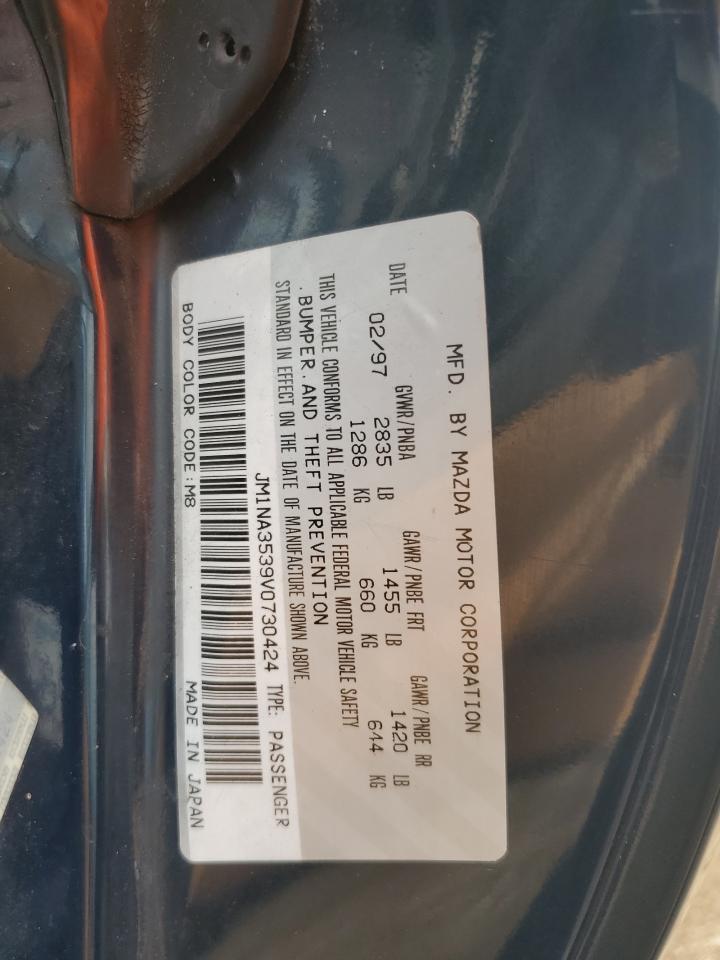 MFD. BY MAZDA MOTOR CORPORATION
DATE GVWR/PNBA GAWR/PNBE FRT GAWR/PNBE RR
02/97 2835 LB 1455 LB 1420 LB
1286 KG 660 KG 644 KG
THIS VEHICLE CONFORMS TO ALL APPLICABLE FEDERAL MOTOR VEHICLE SAFETY
.BUMPER.AND THEFT PREVENTION
STANDARD IN EFFECT ON THE DATE OF MANUFACTURE SHOWN ABOVE.
JM1NA3539V0730424 TYPE: PASSENGER
BODY COLOR CODE:M8 MADE IN JAPAN